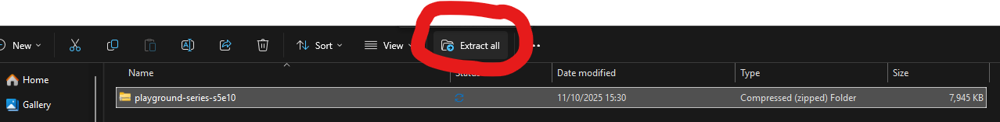 New
Sort
View
Extract all
Home
Gallery
Name
Status
Date modified
Type
Size
playground-series-s5e10
11/10/2025 15:30
Compressed (zipped) Folder
7,945 KB